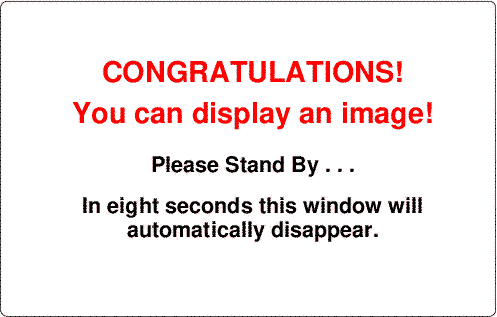 CONGRATULATIONS!
You can display an image!
Please Stand By . . .
In eight seconds this window will
automatically disappear.